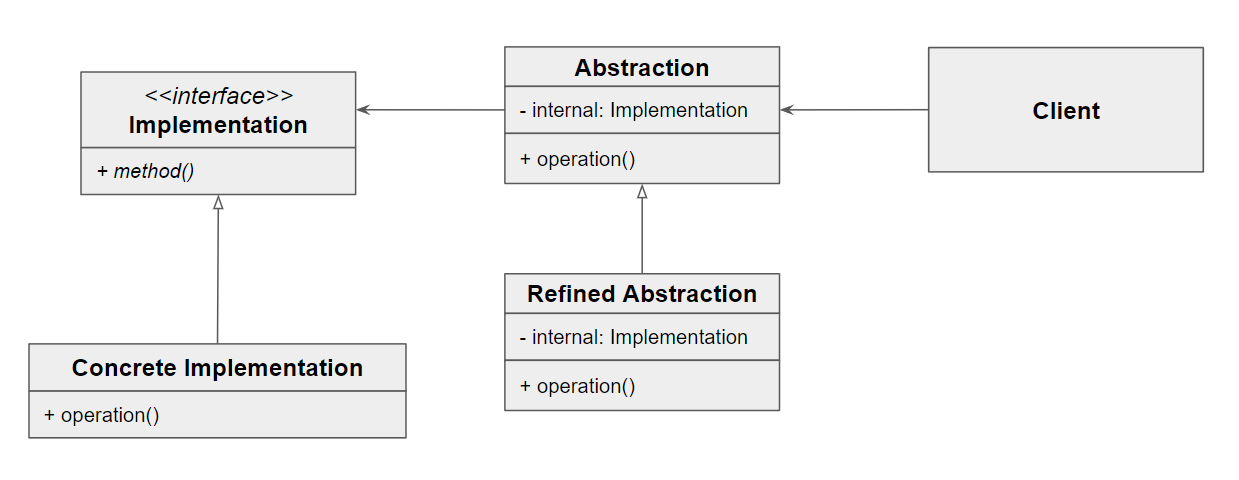 <<interface>>
Implementation
+ method()
Abstraction
- internal: Implementation
+ operation()
Client
Concrete Implementation
+ operation()
Refined Abstraction
- internal: Implementation
+ operation()